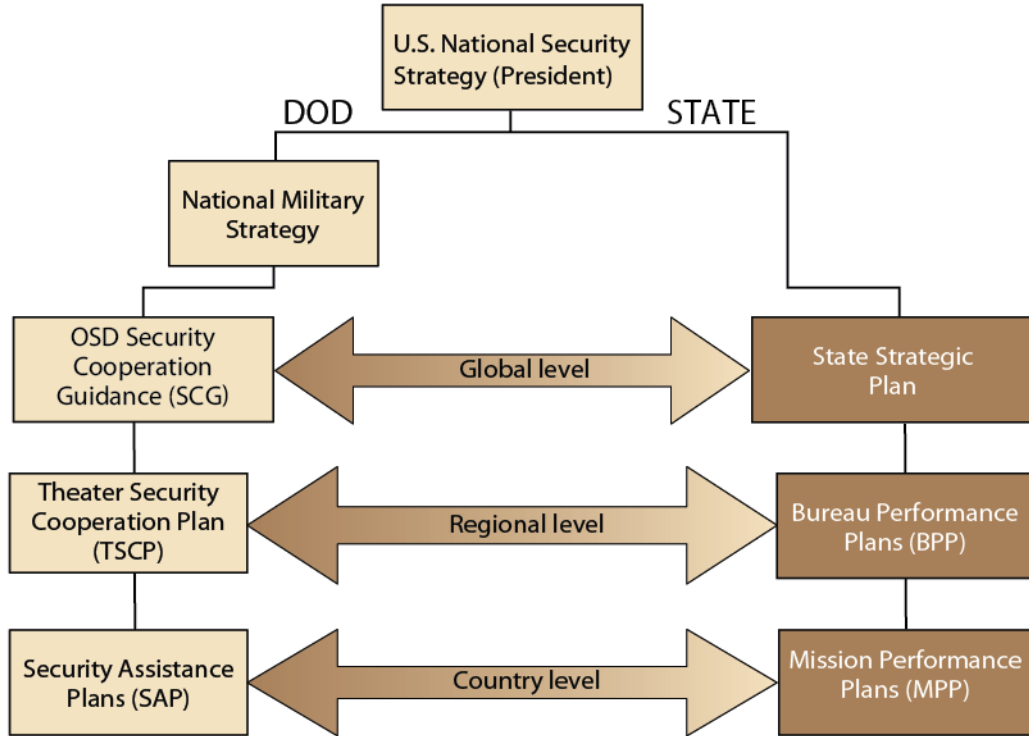 U.S. National Security
Strategy (President)
DOD
STATE
National Military
Strategy
OSD Security
Cooperation
Guidance (SCG)
Global level
State Strategic
Plan
Theater Security
Cooperation Plan
(TSCP)
Regional level
Bureau Performance
Plans (BPP)
Security Assistance
Plans (SAP)
Country level
Mission Performance
Plans (MPP)